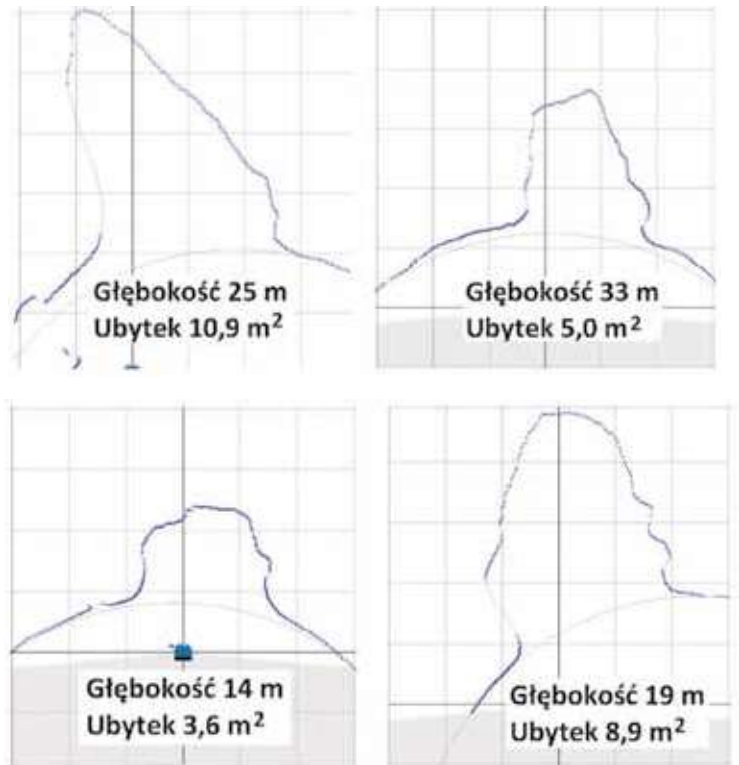 Głębokość 25 m
Ubytek 10,9 m²
Głębokość 33 m
Ubytek 5,0 m²
Głębokość 14 m
Ubytek 3,6 m²
Głębokość 19 m
Ubytek 8,9 m²